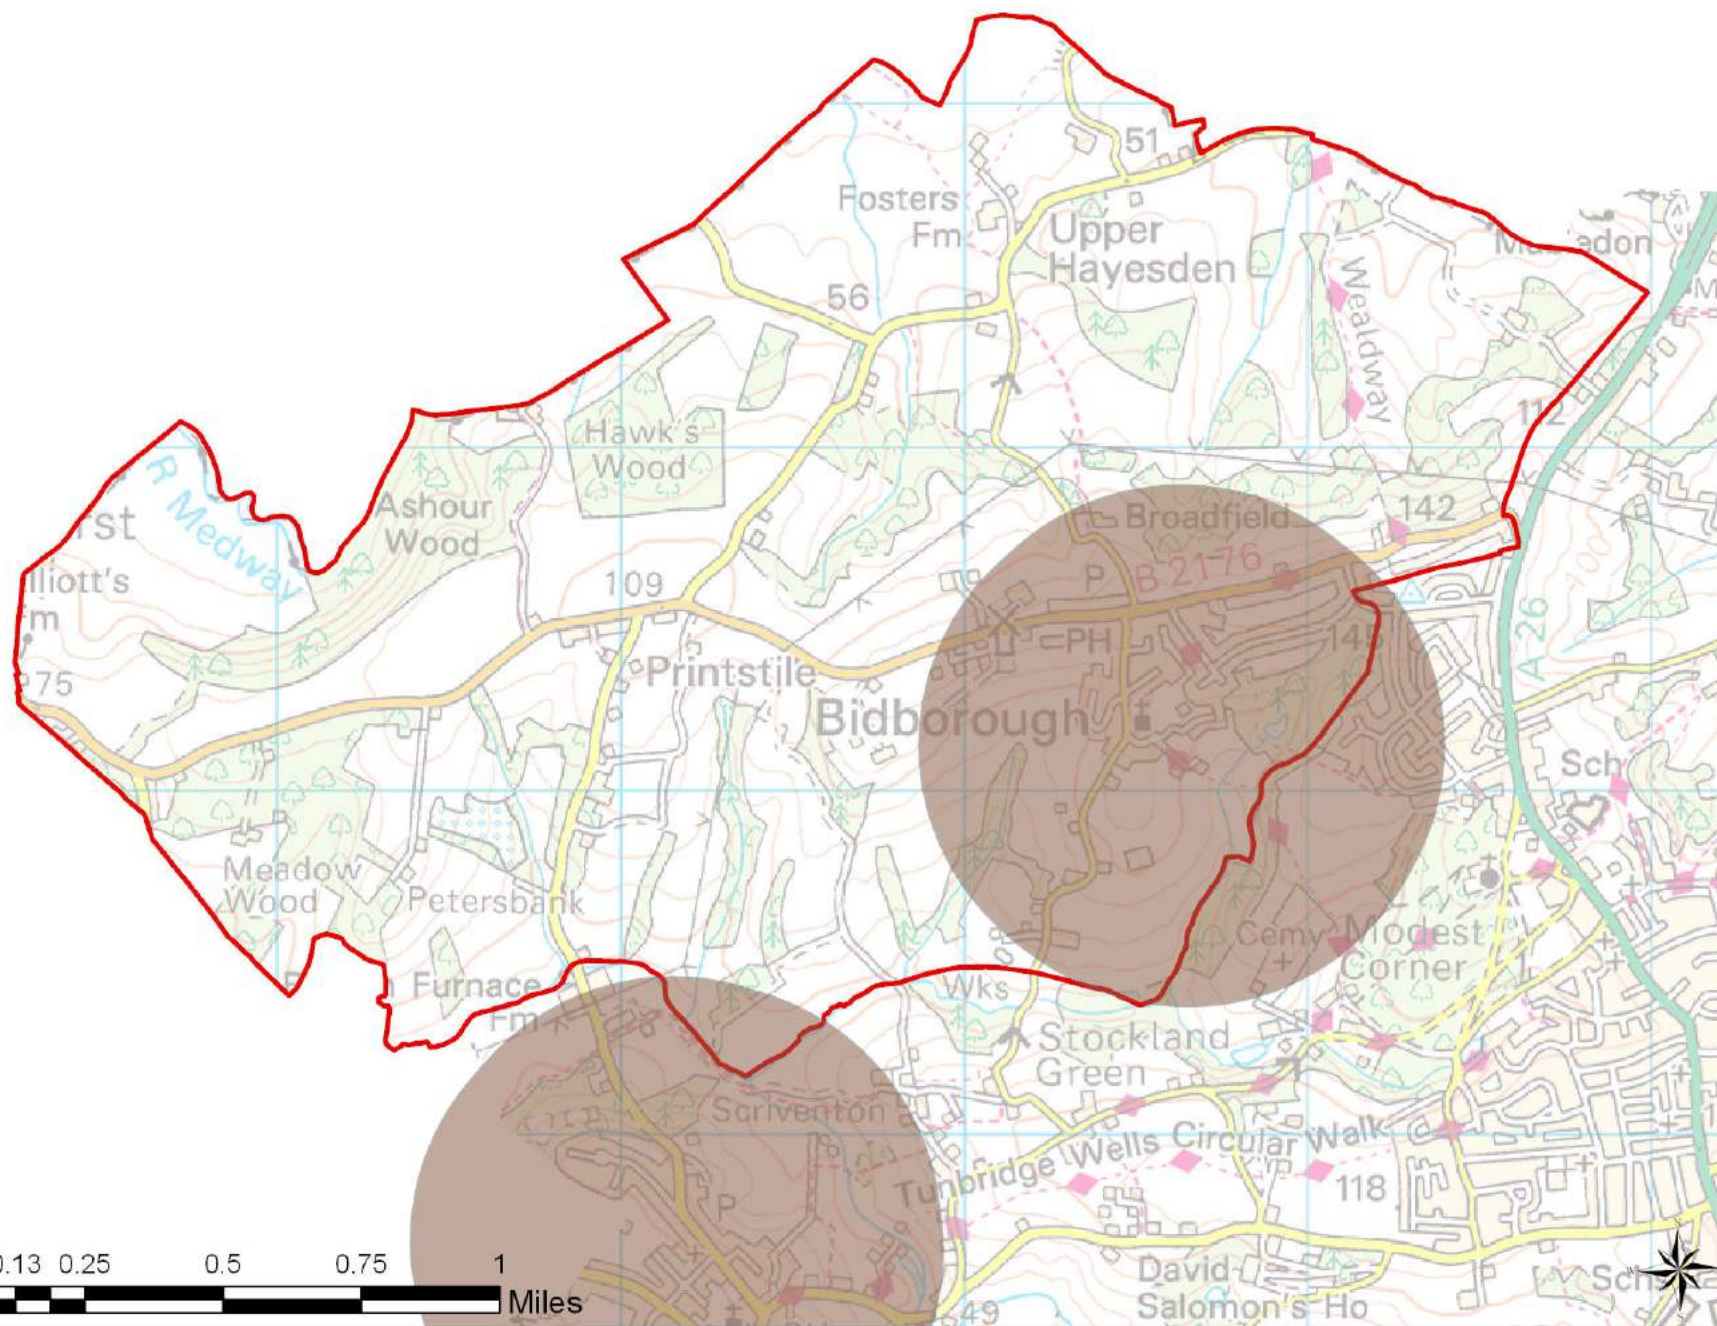 51
Fosters
Fm
Upper
Hayesden
56
Wealdway
112
Hawk's
Wood
R Medway
Ashour
Wood
142
Broadfield
B 2176
P
109
PH
A 26
75
Printstile
Bidborough
Sch
Meadow
Wood
Petersbank
Cemy
Modest
Corner
Furnace
Fm
Wks
Stockland
Green
Scriventon
Tunbridge Wells Circular Walk
118
P
David
Salomon's Ho
49
0.13 0.25 0.5 0.75 1
Miles